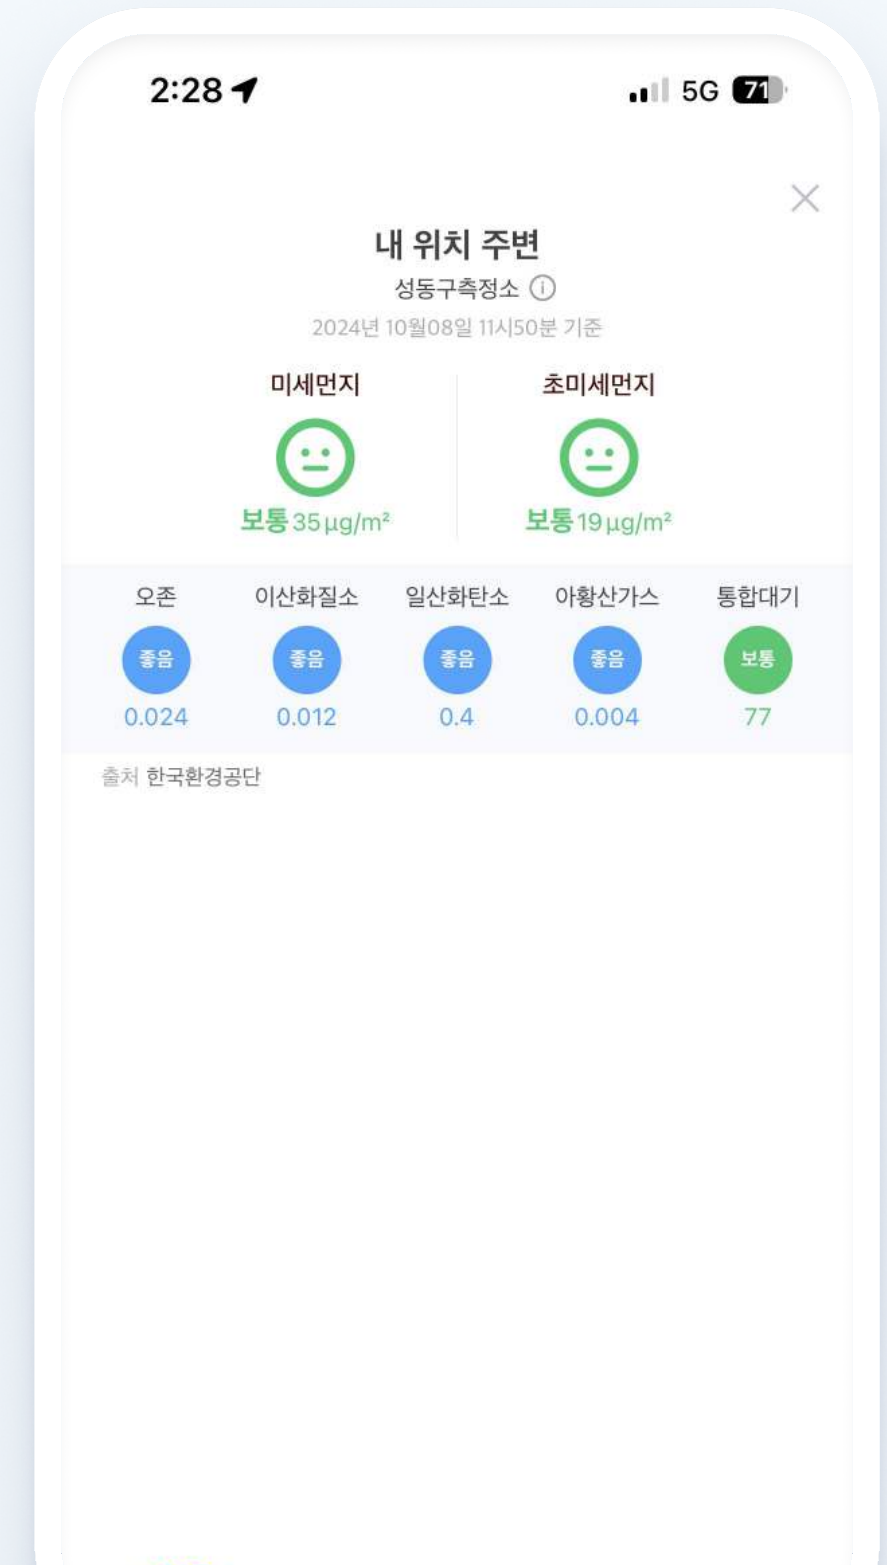 2:28 5G 71
내 위치 주변
성동구측정소
2024년 10월08일 11시50분 기준
미세먼지 초미세먼지
보통 35 μg/m² 보통 19 μg/m²
오존 이산화질소 일산화탄소 아황산가스 통합대기
좋음 좋음 좋음 좋음 보통
0.024 0.012 0.4 0.004 77
출처 한국환경공단